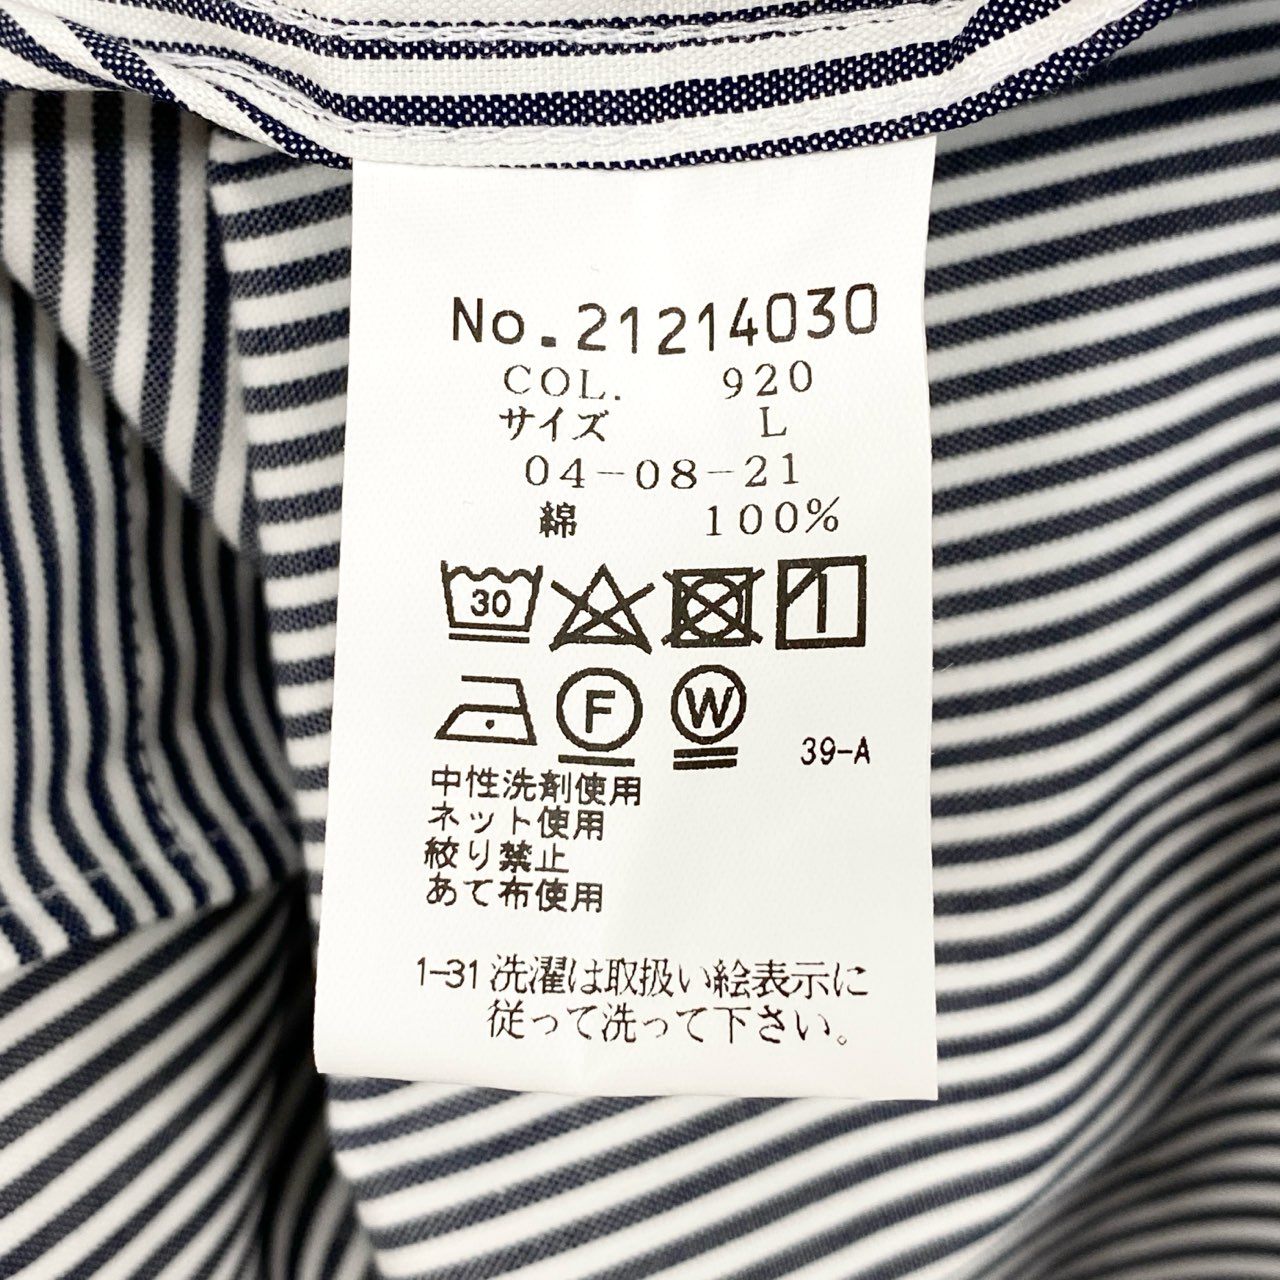 No.21214030
COL. 920
サイズ L
04-08-21
綿 100%
30
1
F
W
39-A
中性洗剤使用
ネット使用
絞り禁止
あて布使用
1-31 洗濯は取扱い絵表示に
従って洗って下さい。